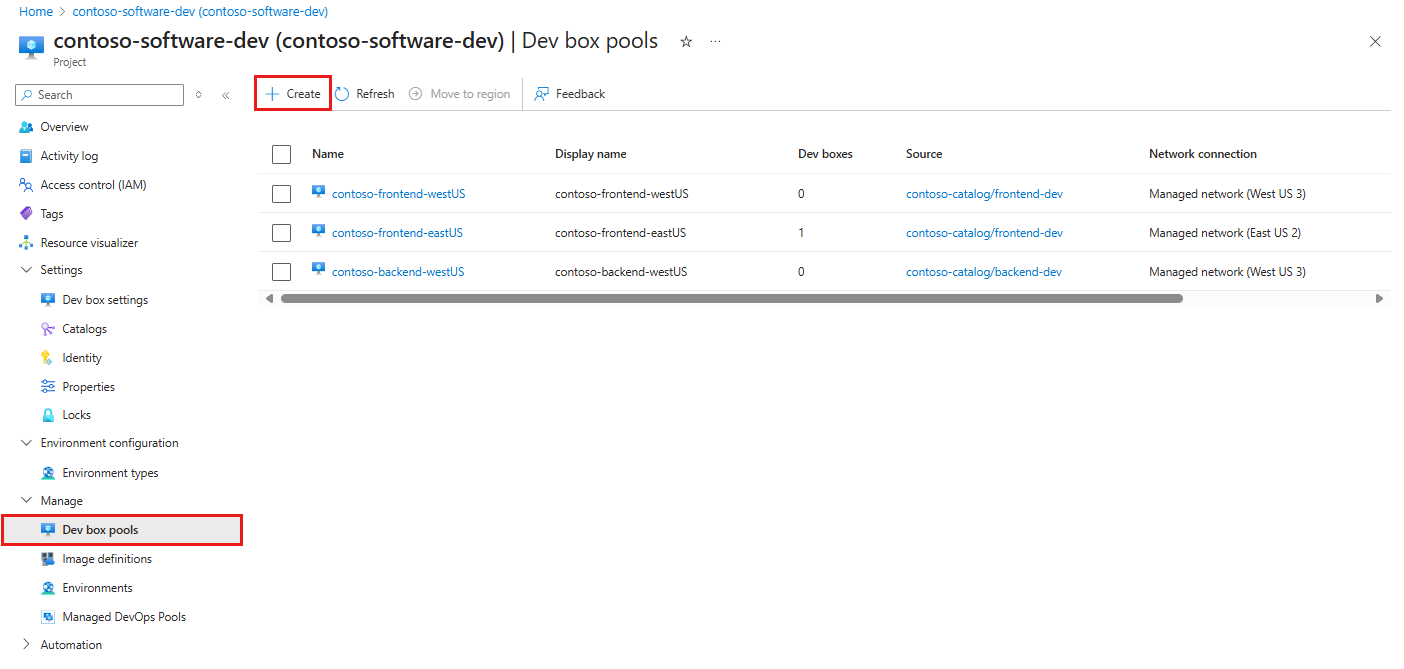 Home > contoso-software-dev (contoso-software-dev)
contoso-software-dev (contoso-software-dev) | Dev box pools
Project
Search
Overview
Activity log
Access control (IAM)
Tags
Resource visualizer
Settings
Dev box settings
Catalogs
Identity
Properties
Locks
Environment configuration
Environment types
Manage
Dev box pools
Image definitions
Environments
Managed DevOps Pools
Automation
Create Refresh Move to region Feedback
Name Display name Dev boxes Source Network connection
contoso-frontend-westUS contoso-frontend-westUS 0 contoso-catalog/frontend-dev Managed network (West US 3)
contoso-frontend-eastUS contoso-frontend-eastUS 1 contoso-catalog/frontend-dev Managed network (East US 2)
contoso-backend-westUS contoso-backend-westUS 0 contoso-catalog/backend-dev Managed network (West US 3)